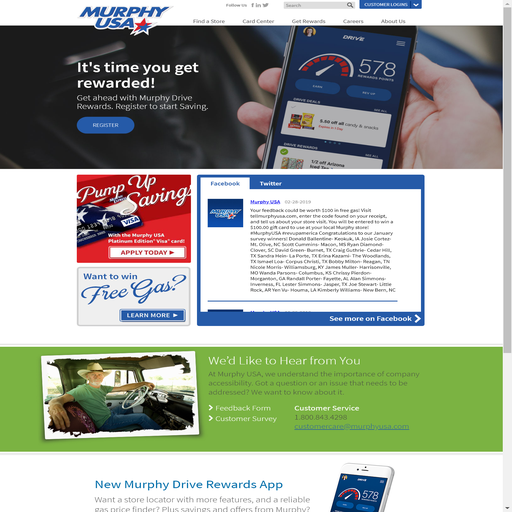 MURPHY USA
Follow Us
Search
CUSTOMER LOGINS
Find a Store Card Center Get Rewards Careers About Us
It's time you get
rewarded!
Get ahead with Murphy Drive
Rewards. Register to start Saving.
REGISTER
DRIVE
578
REWARDS POINTS
DRIVE DEALS
$.50 off candy & snacks
DRIVE REWARDS
1/2 off Arizona
Iced Tea
Pump Up
Savings
VISA
With the Murphy USA
Platinum Edition® Visa® card!
APPLY TODAY
Want to win
Free Gas?
LEARN MORE
Facebook Twitter
Murphy USA 02-28-2018
Your feedback could be worth $100 in free gas! Visit
tellmurphyusa.com, enter the code found on your receipt,
and tell us about your store visit. You will be entered to win a
$100.00 gift card to use at your local Murphy store!
#MurphyUSA #revupamerica Congratulations to our January
survey winners! Donald Ballentine- Keokuk, IA Josie Cortez-
Mt. Olive, NC Scott Cummins- Macon, MS Ryan Diamond-
Clover, SC David Green- Burnet, TX Craig Guthrie- Cedar Hill,
TX Sandra Hein- La Porte, TX Erina Kazami- The Woodlands,
TX Ismael Loa- Corpus Christi, TX Bobby Milton- Reagan, TN
Nicole Morris- Williamsburg, KY James Muller- Harrisonville,
MO Wanda Parsons- Columbus, KS Chrissy Plerdon-
Morganton, GA Randall Porter- Fayette, AL Alan Simmons-
Inverness, FL Lester Simmons- Jasper, TX Joe Stewart- Little
Rock, AR Yen Vu- Houma, LA Kimberly Williams- New Bern, NC
See more on Facebook
We'd Like to Hear from You
At Murphy USA, we understand the importance of company
accessibility. Got a question or an issue that needs to be
addressed? We want to know about it.
Feedback Form
Customer Survey
Customer Service
1.800.843.4298
customercare@murphyusa.com
New Murphy Drive Rewards App
Want a store locator with more features, and a reliable
gas price finder? Plus savings and offers from Murphy?
DRIVE
578